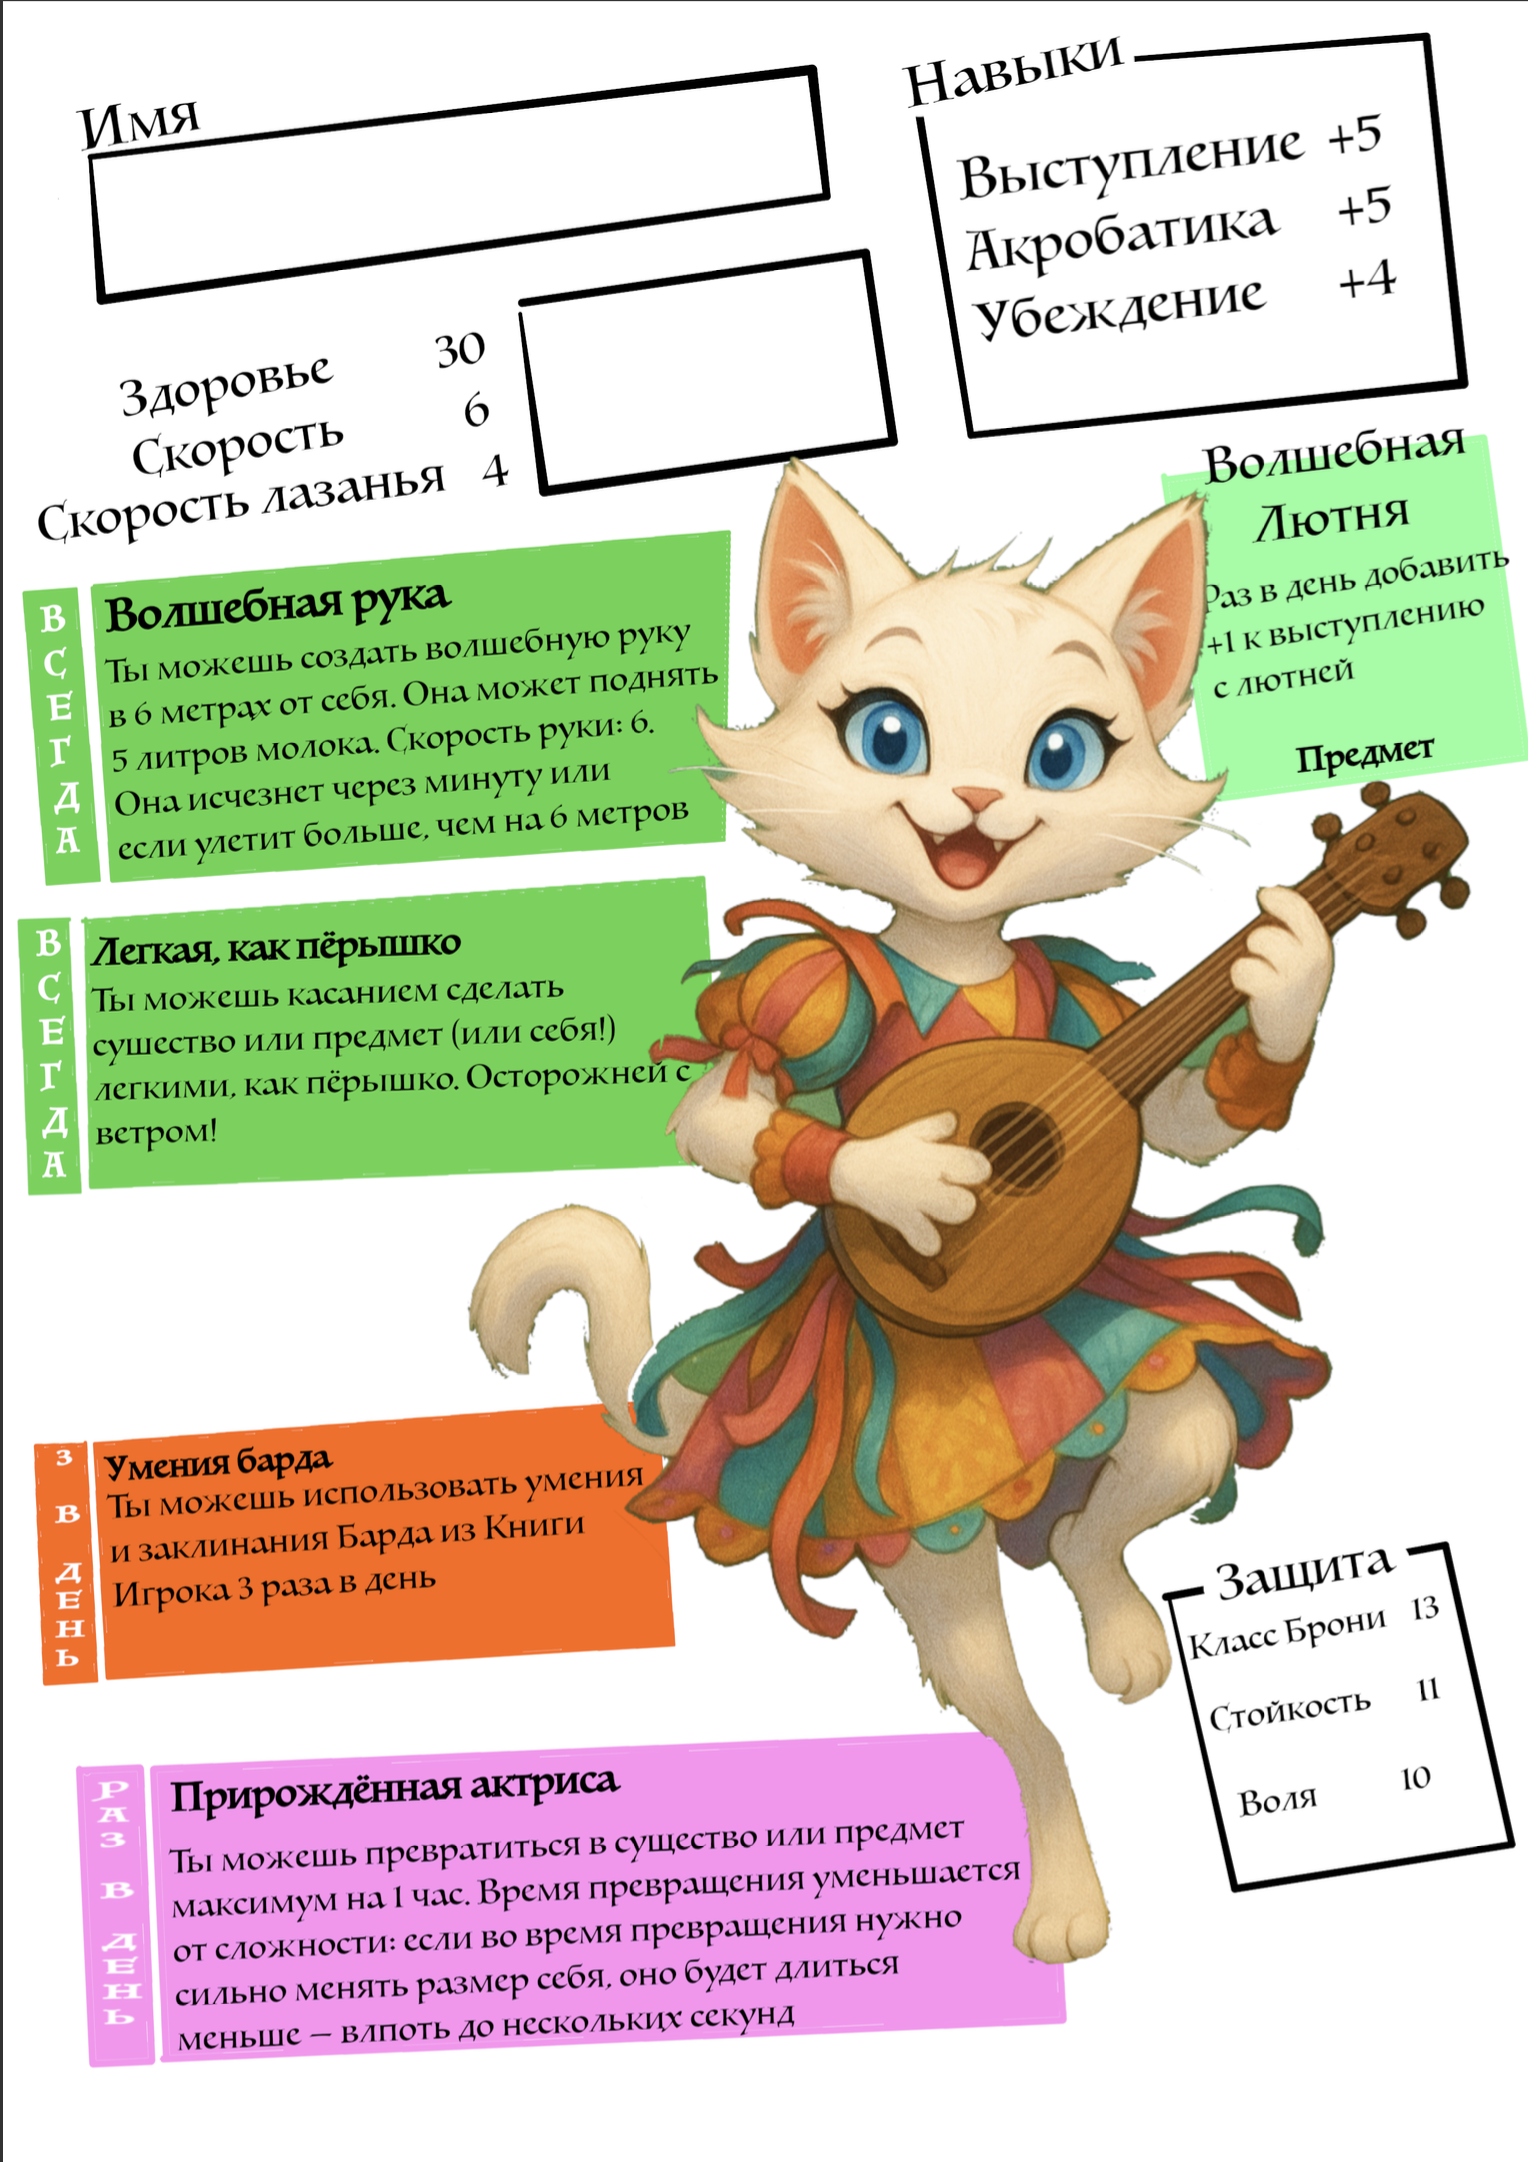 Имя
Навыки
Выступление +5
Акробатика +5
Убеждение +4
Здоровье 30
Скорость 6
Скорость лазанья 4
Волшебная
Лютня
Раз в день добавить
+1 к выступлению
с лютней
Предмет
ВСЕГДА
Волшебная рука
Ты можешь создать волшебную руку
в 6 метрах от себя. Она может поднять
5 литров молока. Скорость руки: 6.
Она исчезнет через минуту или
если улетит больше, чем на 6 метров
ВСЕГДА
Легкая, как пёрышко
Ты можешь касанием сделать
сушество или предмет (или себя!)
легкими, как пёрышко. Осторожней с
ветром!
3 В ДЕНЬ
Умения барда
Ты можешь использовать умения
и заклинания Барда из Книги
Игрока 3 раза в день
Защита
Класс Брони 13
Стойкость 11
Воля 10
РАЗ В ДЕНЬ
Прирождённая актриса
Ты можешь превратиться в существо или предмет
максимум на 1 час. Время превращения уменьшается
от сложности: если во время превращения нужно
сильно менять размер себя, оно будет длиться
меньше – влпоть до нескольких секунд